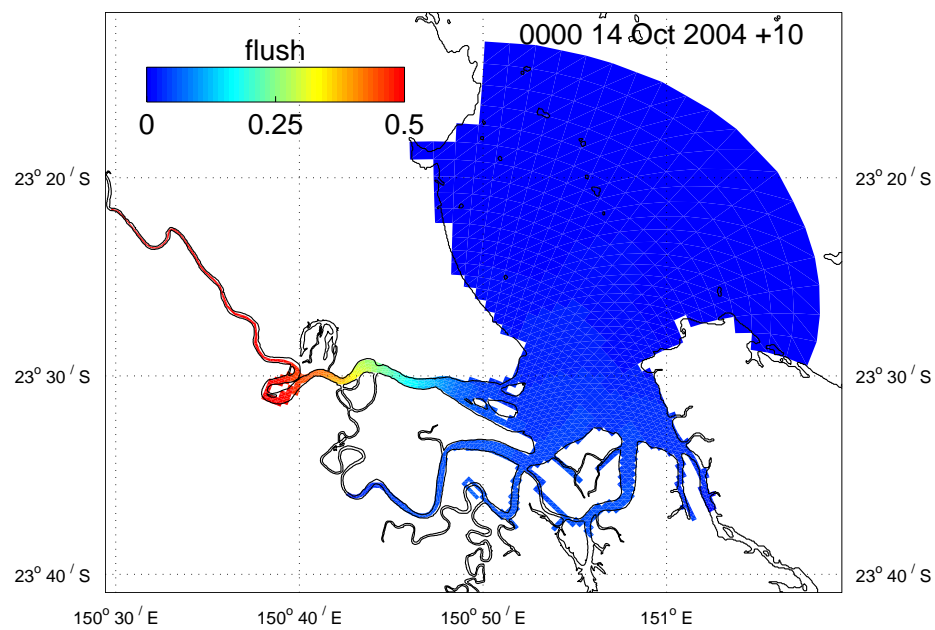 0000 14 Oct 2004 +10
flush
0 0.25 0.5
23° 20 ' S 23° 20 ' S
23° 30 ' S 23° 30 ' S
23° 40 ' S 23° 40 ' S
150° 30 ' E 150° 40 ' E 150° 50 ' E 151° E